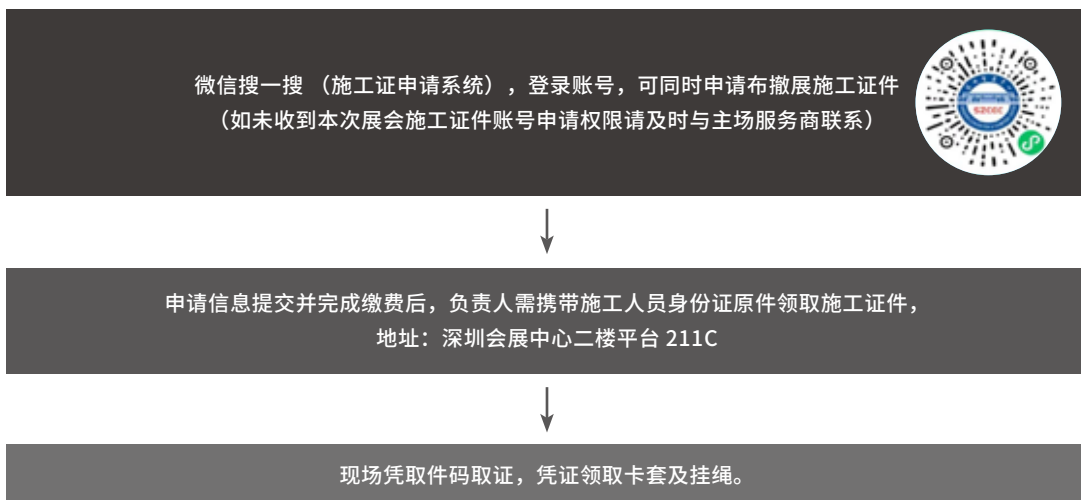 微信搜一搜 （施工证申请系统），登录账号，可同时申请布撤展施工证件
（如未收到本次展会施工证件账号申请权限请及时与主场服务商联系）
SZCEC
申请信息提交并完成缴费后，负责人需携带施工人员身份证原件领取施工证件，
地址：深圳会展中心二楼平台 211C
现场凭取件码取证，凭证领取卡套及挂绳。